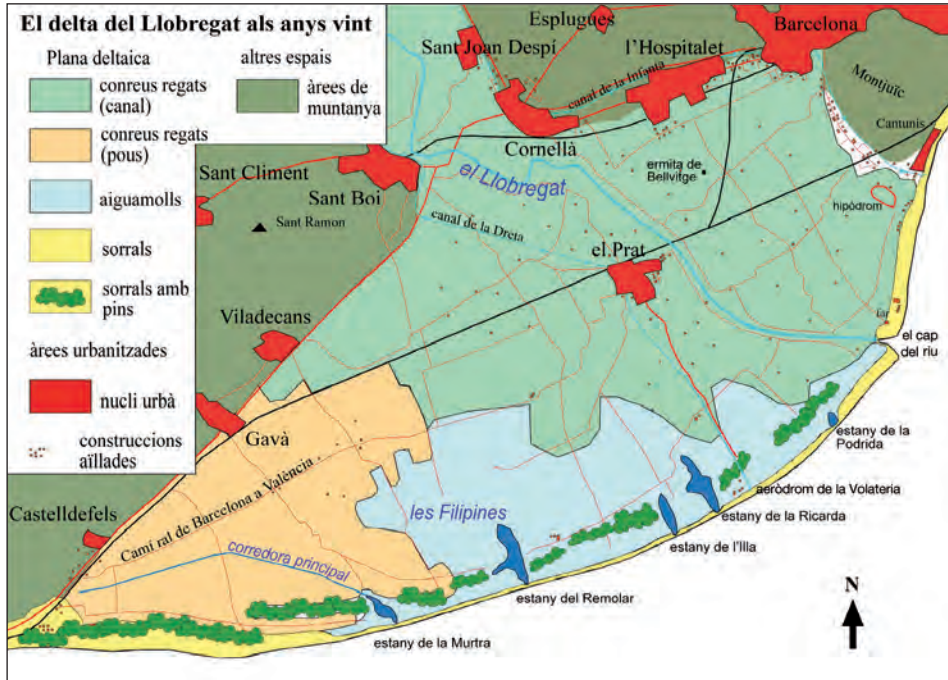 El delta del Llobregat als anys vint
Plana deltaica
conreus regats
(canal)
conreus regats
(pous)
aiguamolls
sorrals
sorrals amb
pins
àrees urbanitzades
nucli urbà
construccions
aïllades
altres espais
àrees de
muntanya
Esplugues
Barcelona
Sant Joan Despí
l'Hospitalet
canal de la Infanta
Montjuïc
Cantunis
Cornellà
ermita de
Bellvitge
hipòdrom
Sant Climent
Sant Boi
Sant Ramon
el Llobregat
canal de la Dreta
el Prat
far
el cap
del riu
Viladecans
Gavà
estany de la
Podrida
Camí ral de Barcelona a València
les Filipines
aeròdrom de la Volateria
estany de la Ricarda
Castelldefels
corredora principal
estany de l'Illa
estany del Remolar
estany de la Murtra
N